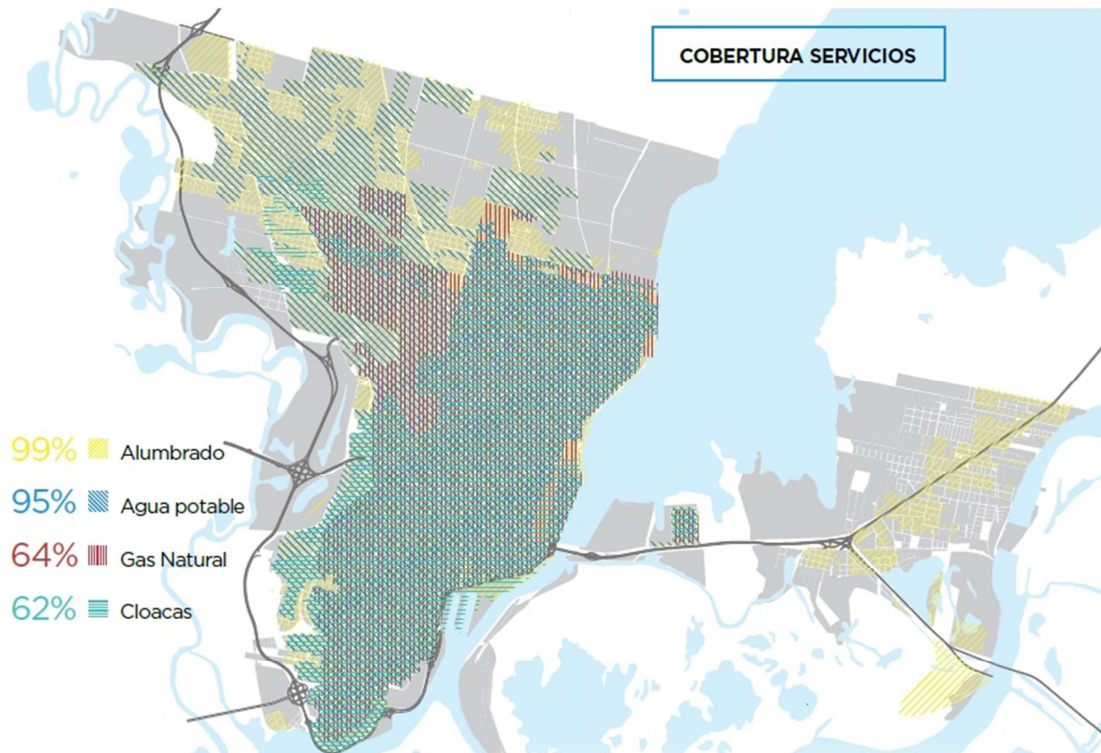 COBERTURA SERVICIOS
99% Alumbrado
95% Agua potable
64% Gas Natural
62% Cloacas